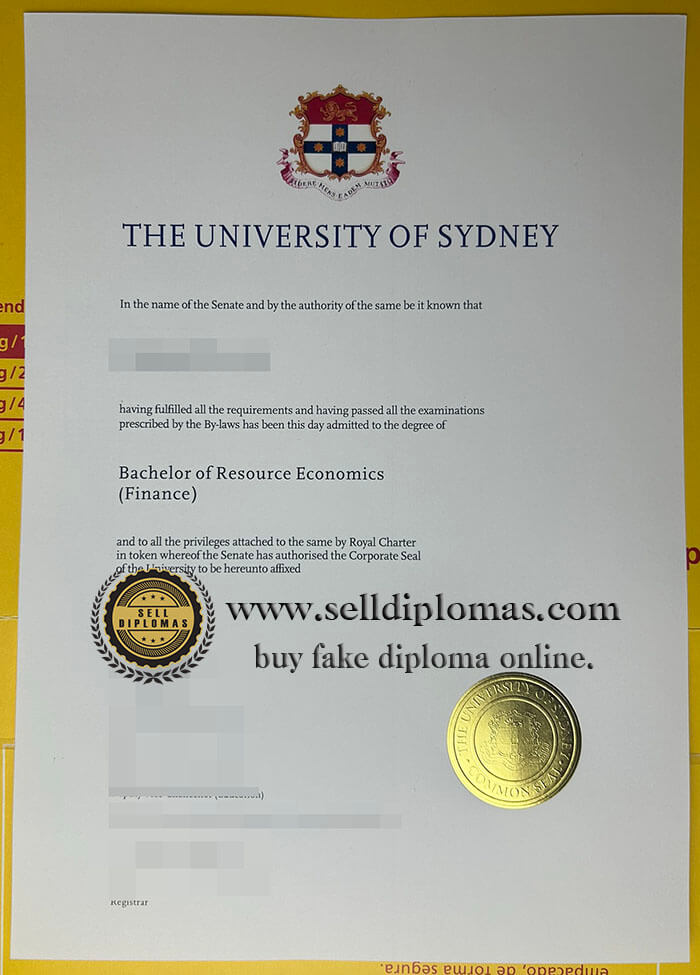 MENS EADEM
THE UNIVERSITY OF SYDNEY
In the name of the Senate and by the authority of the same be it known that
having fulfilled all the requirements and having passed all the examinations
prescribed by the By-laws has been this day admitted to the degree of
Bachelor of Resource Economics
(Finance)
and to all the privileges attached to the same by Royal Charter
in token whereof the Senate has authorised the Corporate Seal
of the University to be hereunto affixed
SELL
DIPLOMAS
www.selldiplomas.com
buy fake diploma online.
THE UNIVERSITY OF SYDNEY
COMMON SEAL
(Education)
Registrar
empacado, de forma segura.